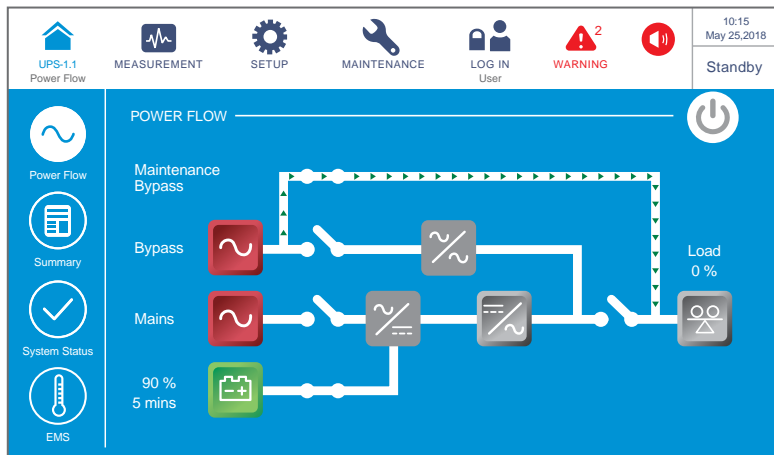 UPS-1.1
Power Flow
MEASUREMENT
SETUP
MAINTENANCE
LOG IN
User
2
WARNING
10:15
May 25,2018
Standby
Power Flow
Summary
System Status
EMS
POWER FLOW
Maintenance
Bypass
Bypass
Mains
90 %
5 mins
Load
0 %